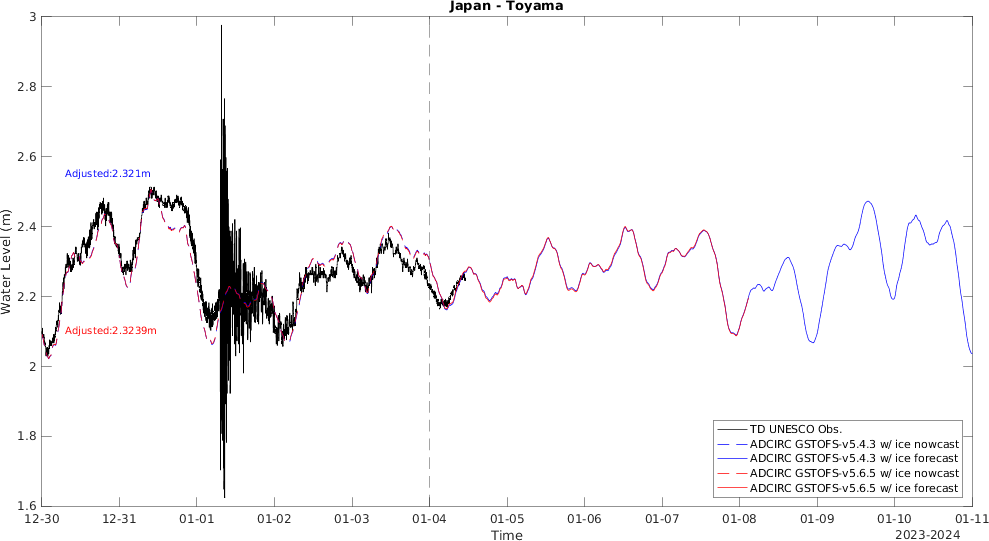 Japan - Toyama
3
2.8
2.6
2.4
2.2
2
1.8
1.6
Water Level (m)
Adjusted:2.321m
Adjusted:2.3239m
TD UNESCO Obs.
ADCIRC GSTOFS-v5.4.3 w/ ice nowcast
ADCIRC GSTOFS-v5.4.3 w/ ice forecast
ADCIRC GSTOFS-v5.6.5 w/ ice nowcast
ADCIRC GSTOFS-v5.6.5 w/ ice forecast
12-30 12-31 01-01 01-02 01-03 01-04 01-05 01-06 01-07 01-08 01-09 01-10 01-11
Time
2023-2024